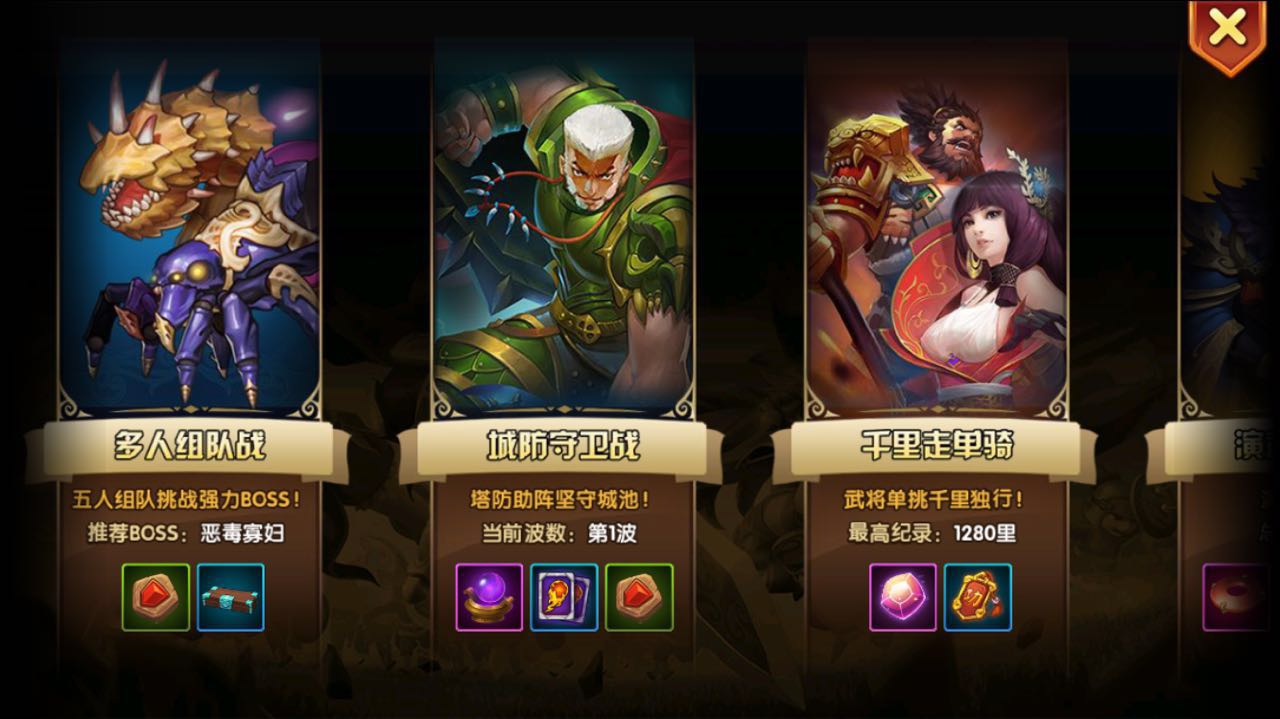 多人组队战
五人组队挑战强力BOSS！
推荐BOSS：恶毒寡妇
城防守卫战
塔防助阵坚守城池！
当前波数：第1波
千里走单骑
武将单挑千里独行！
最高纪录：1280里
演